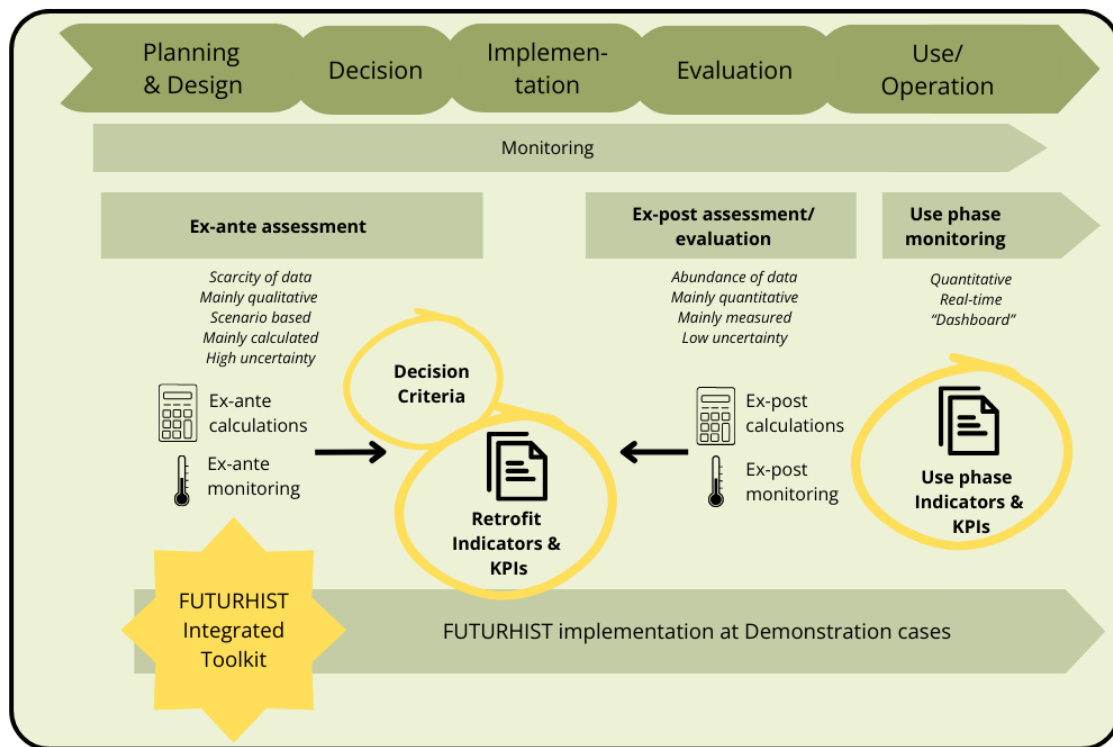 Planning
& Design
Decision
Implemen-
tation
Evaluation
Use/
Operation
Monitoring
Ex-ante assessment
Ex-post assessment/
evaluation
Use phase
monitoring
Scarcity of data
Mainly qualitative
Scenario based
Mainly calculated
High uncertainty
Abundance of data
Mainly quantitative
Mainly measured
Low uncertainty
Quantitative
Real-time
“Dashboard”
Decision
Criteria
Ex-ante
calculations
Ex-ante
monitoring
Retrofit
Indicators &
KPIs
Ex-post
calculations
Ex-post
monitoring
Use phase
Indicators &
KPIs
FUTURHIST
Integrated
Toolkit
FUTURHIST implementation at Demonstration cases